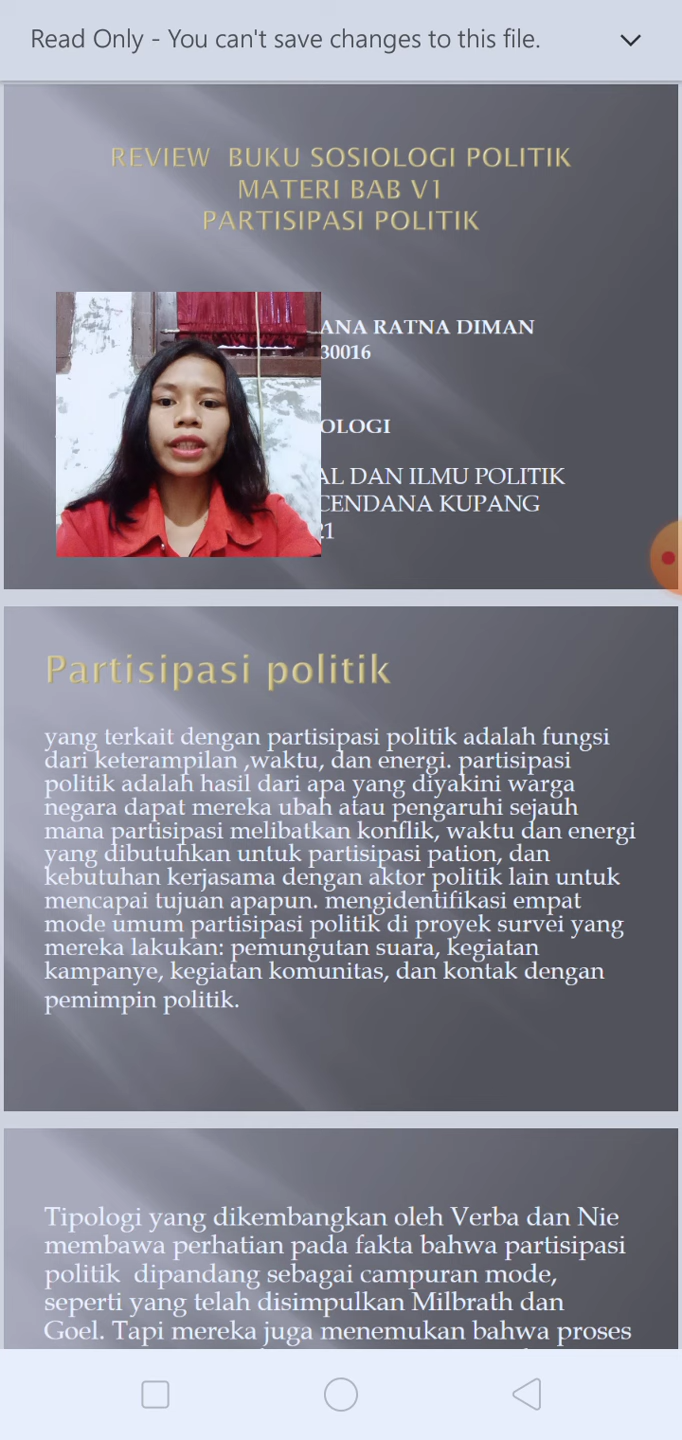 Read Only - You can't save changes to this file.
REVIEW BUKU SOSIOLOGI POLITIK
MATERI BAB V1
PARTISIPASI POLITIK
ANA RATNA DIMAN
30016
OLOGI
AL DAN ILMU POLITIK
CENDANA KUPANG
21
Partisipasi politik
yang terkait dengan partisipasi politik adalah fungsi
dari keterampilan ,waktu, dan energi. partisipasi
politik adalah hasil dari apa yang diyakini warga
negara dapat mereka ubah atau pengaruhi sejauh
mana partisipasi melibatkan konflik, waktu dan energi
yang dibutuhkan untuk partisipasi pation, dan
kebutuhan kerjasama dengan aktor politik lain untuk
mencapai tujuan apapun. mengidentifikasi empat
mode umum partisipasi politik di proyek survei yang
mereka lakukan: pemungutan suara, kegiatan
kampanye, kegiatan komunitas, dan kontak dengan
pemimpin politik.
Tipologi yang dikembangkan oleh Verba dan Nie
membawa perhatian pada fakta bahwa partisipasi
politik dipandang sebagai campuran mode,
seperti yang telah disimpulkan Milbrath dan
Goel. Tapi mereka juga menemukan bahwa proses